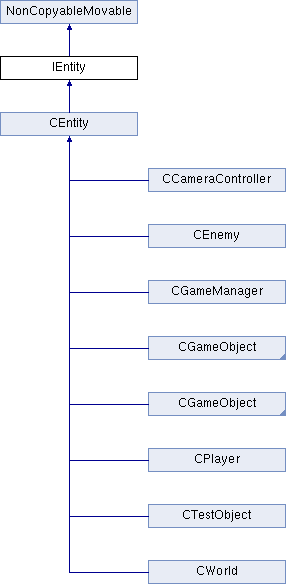 NonCopyableMovable
IEntity
CEntity
CCameraController
CEnemy
CGameManager
CGameObject
CGameObject
CPlayer
CTestObject
CWorld